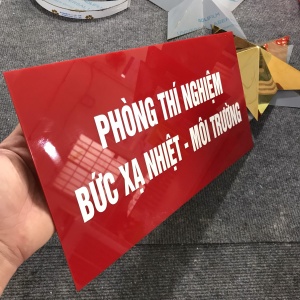 PHÒNG THÍ NGHIỆM
BỨC XẠ NHIỆT - MÔI TRƯỜNG